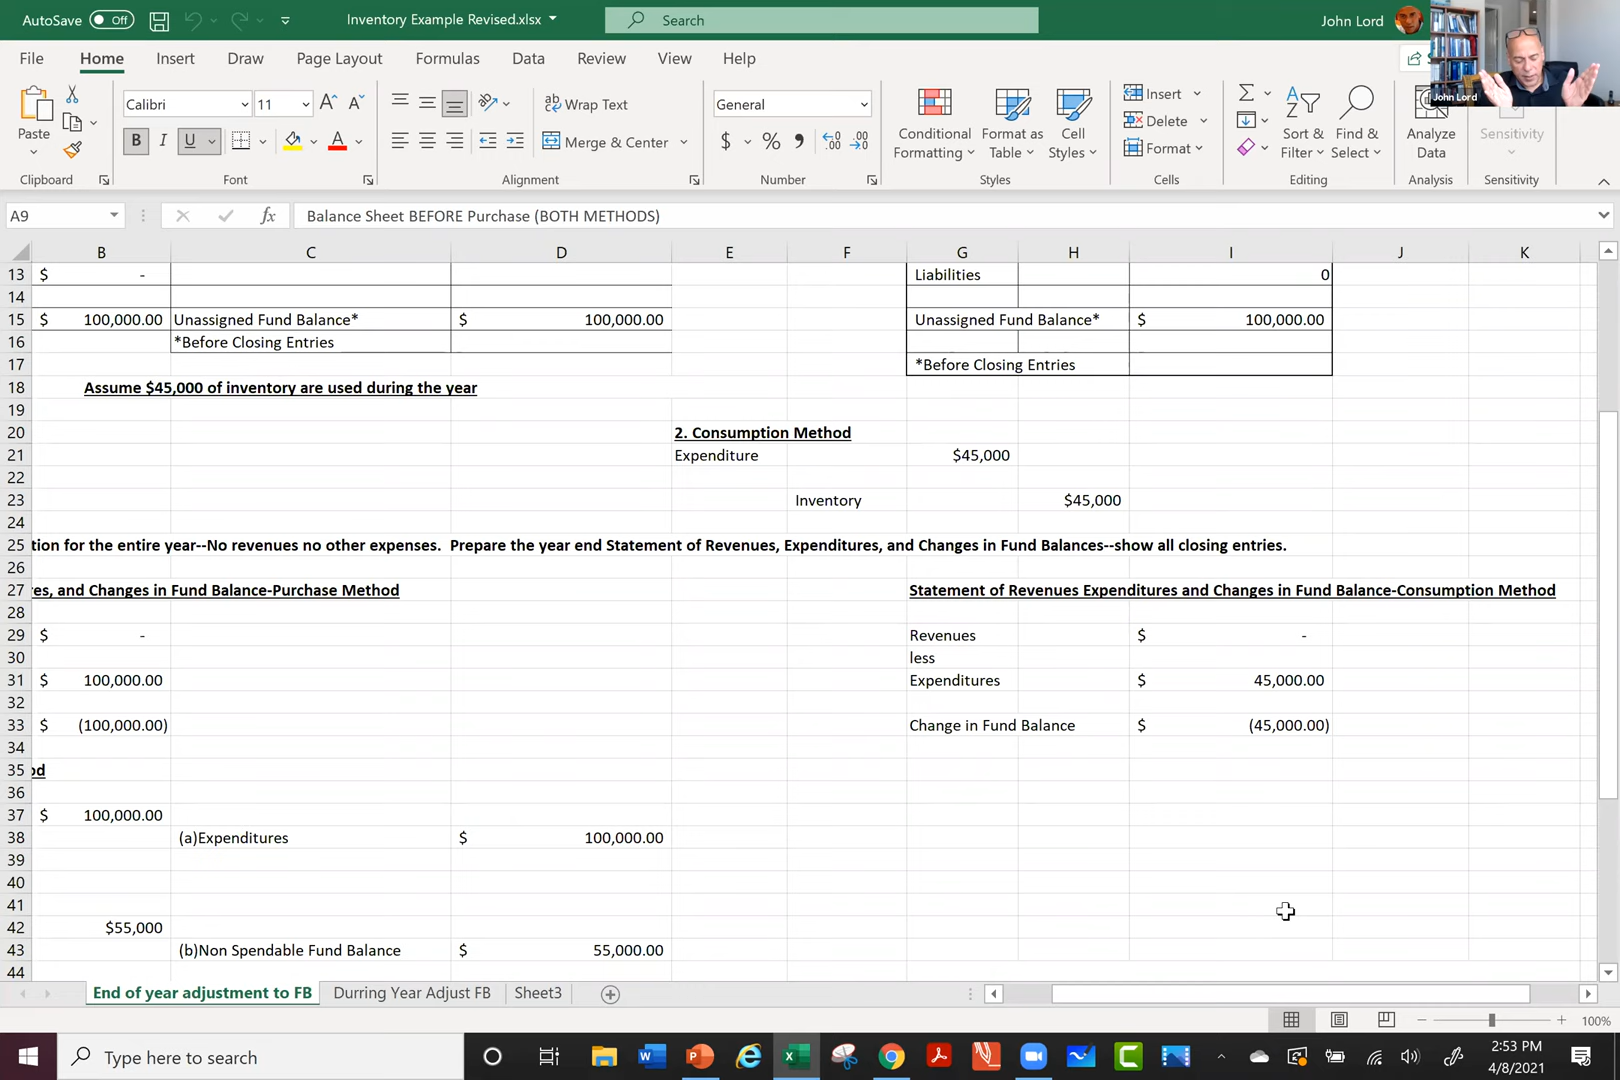 AutoSave Off Inventory Example Revised.xlsx Search John Lord
File Home Insert Draw Page Layout Formulas Data Review View Help
John Lord
Paste Calibri 11 Wrap Text General Conditional Formatting Format as Table Cell Styles Insert Sort & Filter Find & Select Analyze Data Sensitivity
B I U A Merge & Center $ % Delete
Format
Clipboard Font Alignment Number Styles Cells Editing Analysis Sensitivity
A9 fx Balance Sheet BEFORE Purchase (BOTH METHODS)
B C D E F G H I J K
13 $ - Liabilities 0
14
15 $ 100,000.00 Unassigned Fund Balance* $ 100,000.00 Unassigned Fund Balance* $ 100,000.00
16 *Before Closing Entries
17 *Before Closing Entries
18 Assume $45,000 of inventory are used during the year
19
20 2. Consumption Method
21 Expenditure $45,000
22
23 Inventory $45,000
24
25 tion for the entire year--No revenues no other expenses. Prepare the year end Statement of Revenues, Expenditures, and Changes in Fund Balances--show all closing entries.
26
27 res, and Changes in Fund Balance-Purchase Method Statement of Revenues Expenditures and Changes in Fund Balance-Consumption Method
28
29 $ - Revenues $ -
30 less
31 $ 100,000.00 Expenditures $ 45,000.00
32
33 $ (100,000.00) Change in Fund Balance $ (45,000.00)
34
35 od
36
37 $ 100,000.00
38 (a)Expenditures $ 100,000.00
39
40
41
42 $55,000
43 (b)Non Spendable Fund Balance $ 55,000.00
44
End of year adjustment to FB Durring Year Adjust FB Sheet3
100%
Type here to search 2:53 PM
4/8/2021